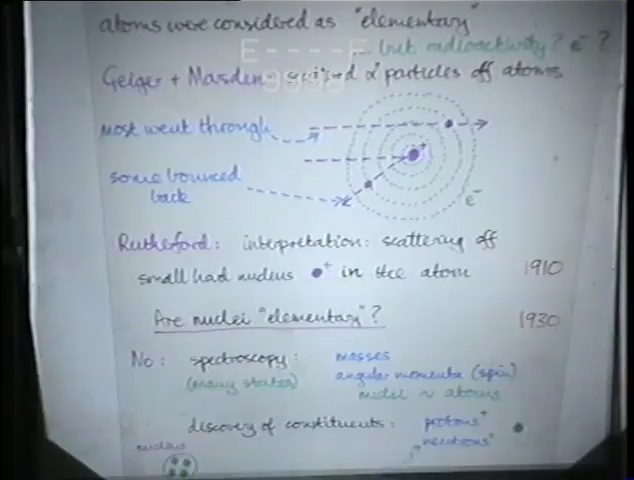 atoms were considered as "elementary"
.... but radioactivity? e⁻ ?
Geiger + Marsden α particles off atoms
most went through
some bounced
back
e⁻
Rutherford: interpretation: scattering off
small hard nucleus + in the atom 1910
Are nuclei "elementary"? 1930
No: spectroscopy: masses
(many states) angular momenta (spin)
nuclei ~ atoms
discovery of constituents: protons⁺
"neutrons"
nucleus